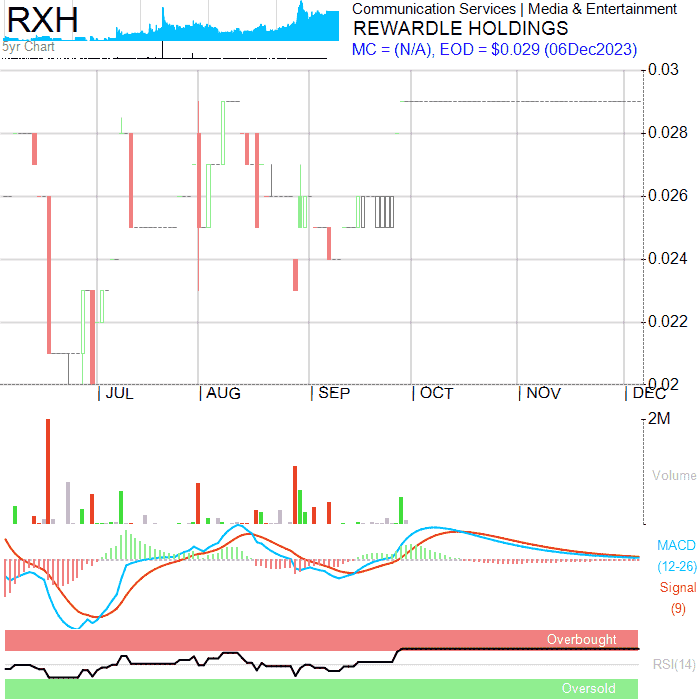 RXH
5yr Chart
Communication Services | Media & Entertainment
REWARDLE HOLDINGS
MC = (N/A), EOD = $0.029 (06Dec2023)
0.03
0.028
0.026
0.024
0.022
0.02
JUL AUG SEP OCT NOV DEC
2M
Volume
MACD
(12-26)
Signal
(9)
Overbought
RSI(14)
Oversold